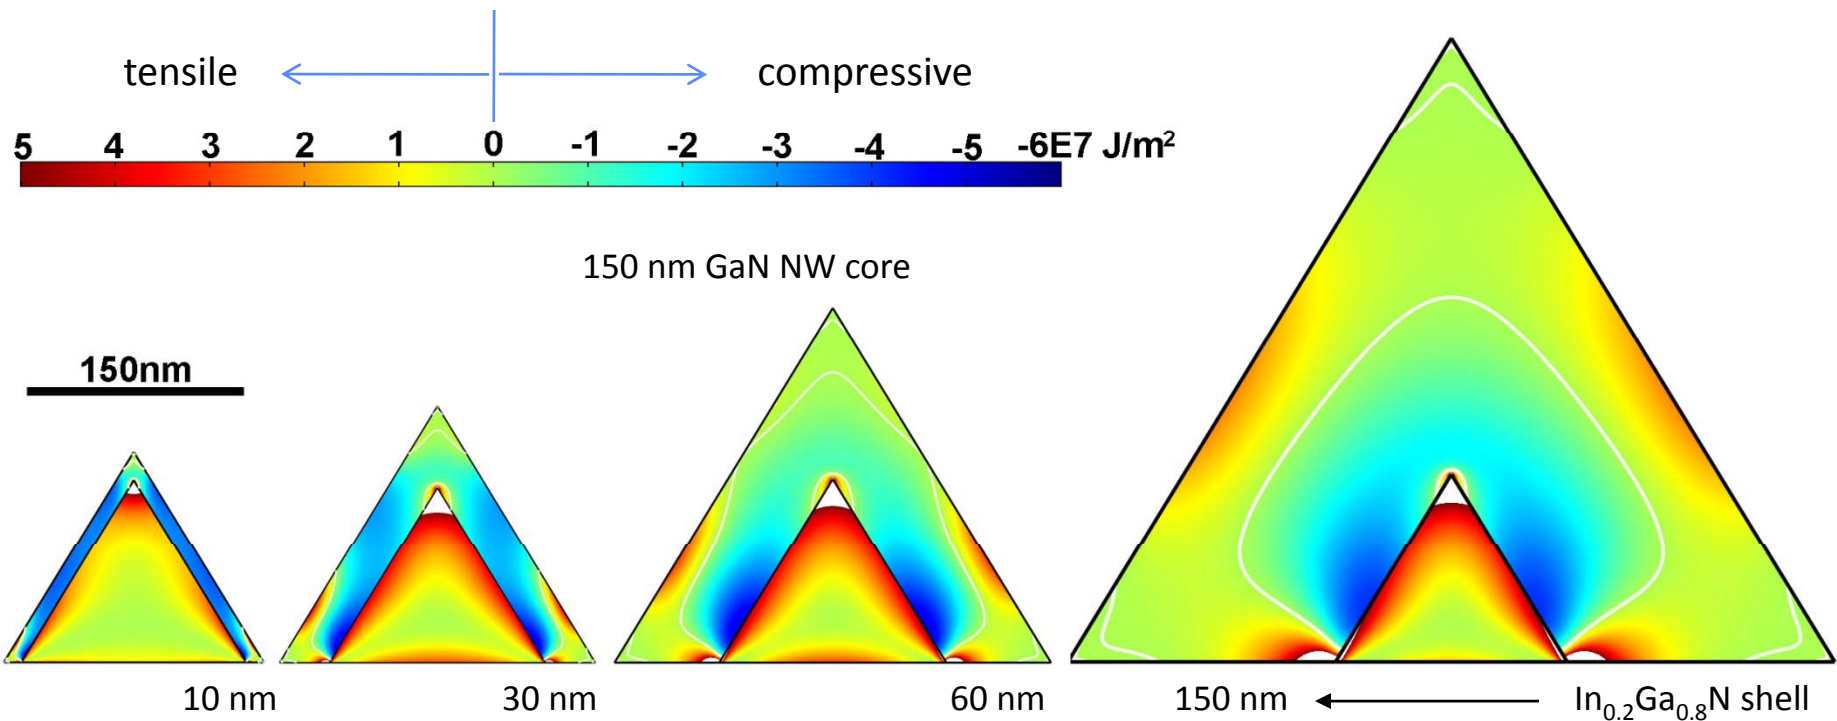 tensile compressive
5 4 3 2 1 0 -1 -2 -3 -4 -5 -6E7 J/m²
150 nm GaN NW core
150nm
10 nm 30 nm 60 nm 150 nm In₀.₂Ga₀.₈N shell